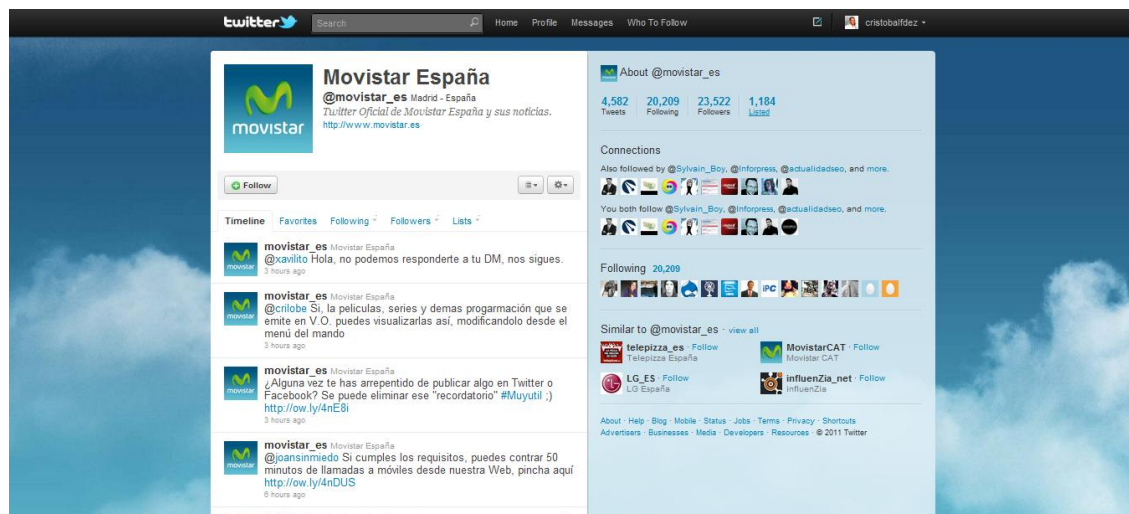 twitter
Search
Home Profile Messages Who To Follow
cristobalfdez
movistar
Movistar España
@movistar_es Madrid - España
Twitter Oficial de Movistar España y sus noticias.
http://www.movistar.es
Follow
Timeline Favorites Following Followers Lists
movistar
movistar_es Movistar España
@xavilito Hola, no podemos responderte a tu DM, nos sigues.
3 hours ago
movistar
movistar_es Movistar España
@crilobe Si, la peliculas, series y demas progarmación que se
emite en V.O. puedes visualizarlas así, modificandolo desde el
menú del mando
3 hours ago
movistar
movistar_es Movistar España
¿Alguna vez te has arrepentido de publicar algo en Twitter o
Facebook? Se puede eliminar ese "recordatorio" #Muyutil ;)
http://ow.ly/4nE8i
3 hours ago
movistar
movistar_es Movistar España
@joansinmiedo Si cumples los requisitos, puedes contrar 50
minutos de llamadas a móviles desde nuestra Web, pincha aquí
http://ow.ly/4nDUS
6 hours ago
About @movistar_es
4,582 20,209 23,522 1,184
Tweets Following Followers Listed
Connections
Also followed by @Sylvain_Boy, @Inforpress, @actualidadseo, and more.
You both follow @Sylvain_Boy, @Inforpress, @actualidadseo, and more.
Following 20,209
iPC
Similar to @movistar_es · view all
telepizza_es · Follow
Telepizza España
MovistarCAT · Follow
Movistar CAT
LG_ES · Follow
LG España
influenZia_net · Follow
influenZia
About · Help · Blog · Mobile · Status · Jobs · Terms · Privacy · Shortcuts
Advertisers · Businesses · Media · Developers · Resources · © 2011 Twitter